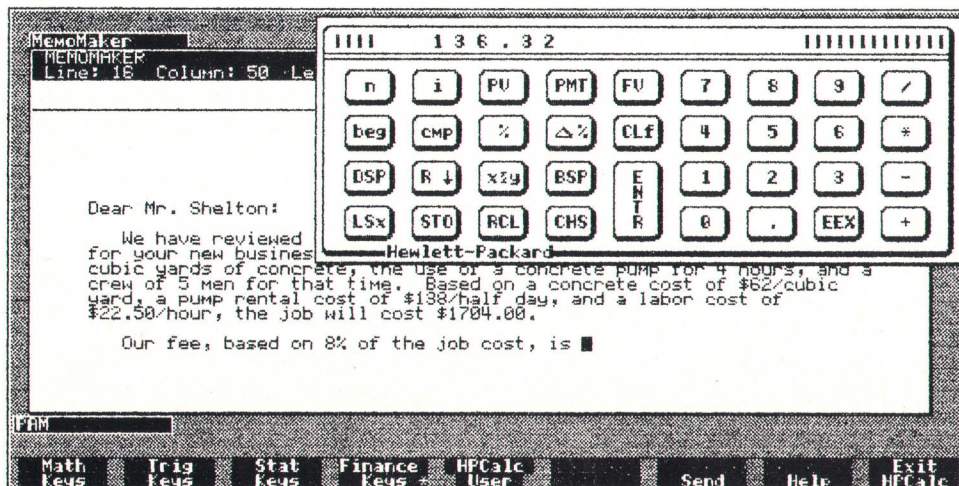 MemoMaker
MEMOMAKER
Line: 16 Column: 50 Le
136.32
n i PV PMT FV 7 8 9 /
beg CMP % Δ% CLf 4 5 6 *
DSP R↓ x⇄y BSP ENTR 1 2 3 -
LSx STO RCL CHS 0 . EEX +
Hewlett-Packard
Dear Mr. Shelton:
We have reviewed
for your new busines
cubic yards of concrete, the use of a concrete pump for 4 hours, and a
crew of 5 men for that time. Based on a concrete cost of $62/cubic
yard, a pump rental cost of $138/half day, and a labor cost of
$22.50/hour, the job will cost $1704.00.
Our fee, based on 8% of the job cost, is
PAM
Math Keys Trig Keys Stat Keys Finance Keys * HPCalc User Send Help Exit HPCalc